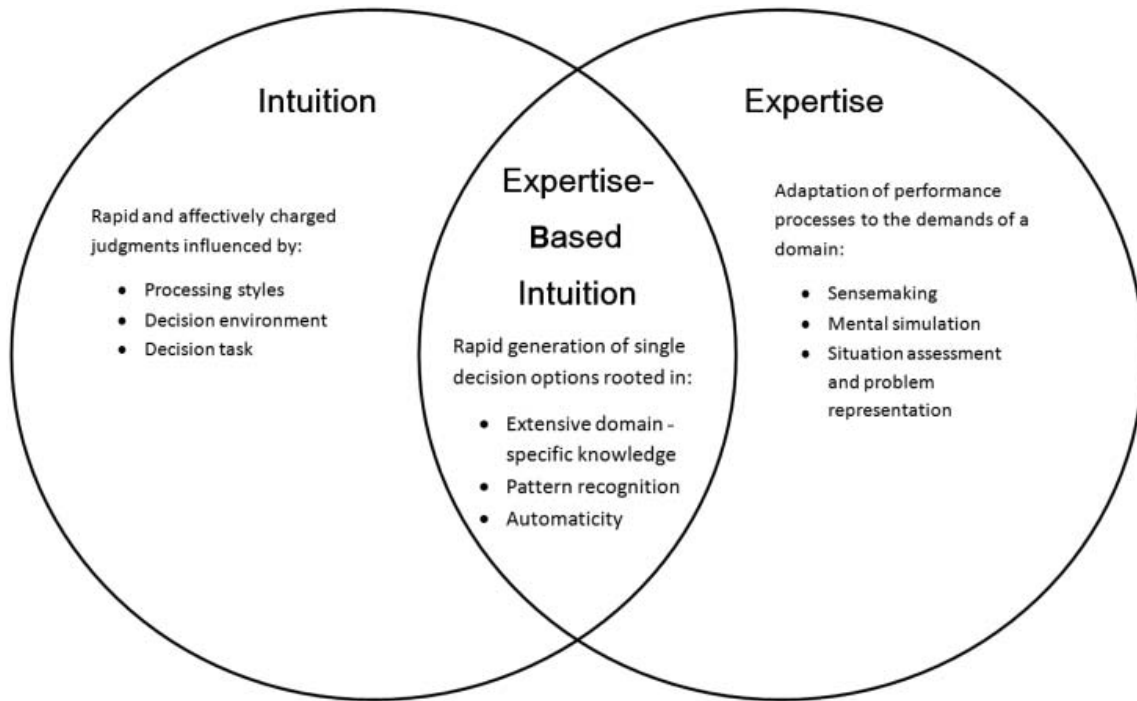 Intuition
Rapid and affectively charged
judgments influenced by:
• Processing styles
• Decision environment
• Decision task
Expertise-
Based
Intuition
Rapid generation of single
decision options rooted in:
• Extensive domain -
specific knowledge
• Pattern recognition
• Automaticity
Expertise
Adaptation of performance
processes to the demands of a
domain:
• Sensemaking
• Mental simulation
• Situation assessment
and problem
representation